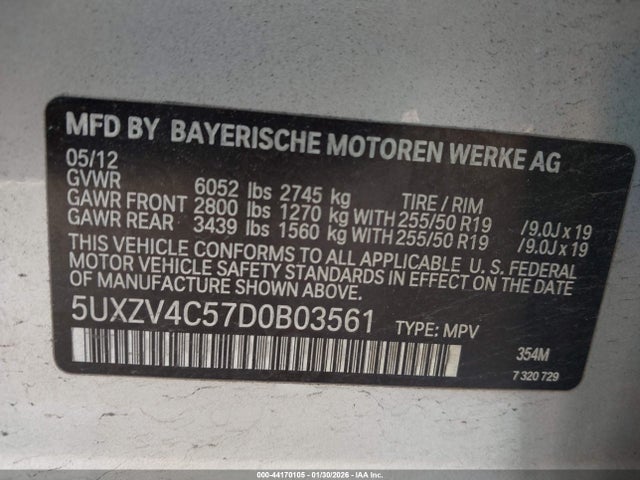 MFD BY BAYERISCHE MOTOREN WERKE AG
05/12
GVWR 6052 lbs 2745 kg TIRE / RIM
GAWR FRONT 2800 lbs 1270 kg WITH 255/50 R19 /9.0J x 19
GAWR REAR 3439 lbs 1560 kg WITH 255/50 R19 /9.0J x 19
THIS VEHICLE CONFORMS TO ALL APPLICABLE U. S. FEDERAL
MOTOR VEHICLE SAFETY STANDARDS IN EFFECT ON THE DATE
OF MANUFACTURE SHOWN ABOVE.
5UXZV4C57D0B03561 TYPE: MPV
354M
7 320 729
000-44170105 - 01/30/2026 - IAAI.COM